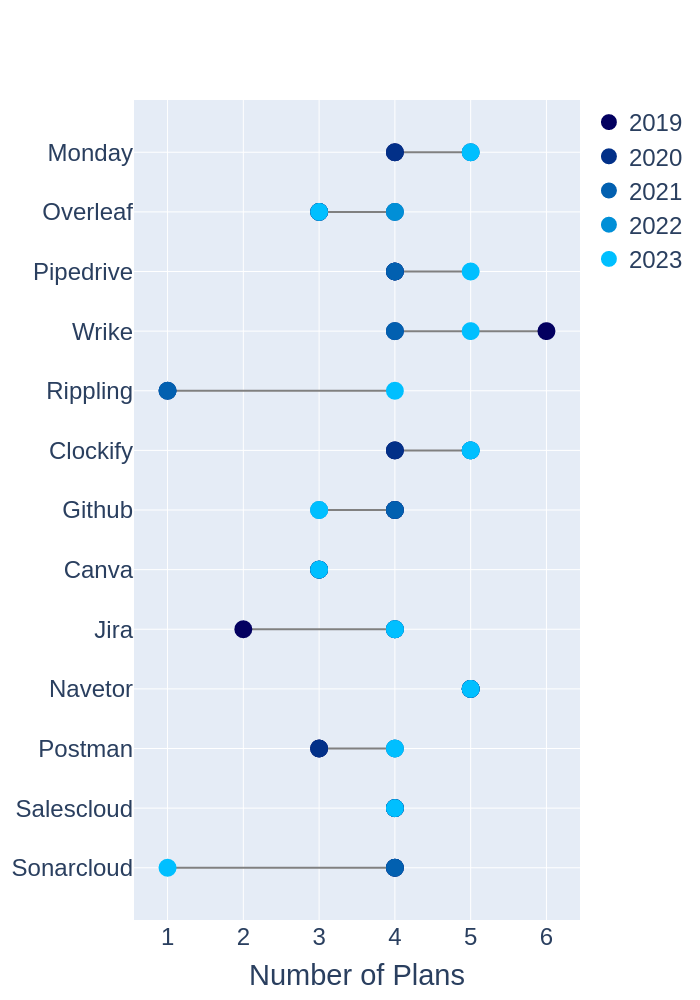 2019
2020
2021
2022
2023
Monday
Overleaf
Pipedrive
Wrike
Rippling
Clockify
Github
Canva
Jira
Navetor
Postman
Salescloud
Sonarcloud
1 2 3 4 5 6
Number of Plans